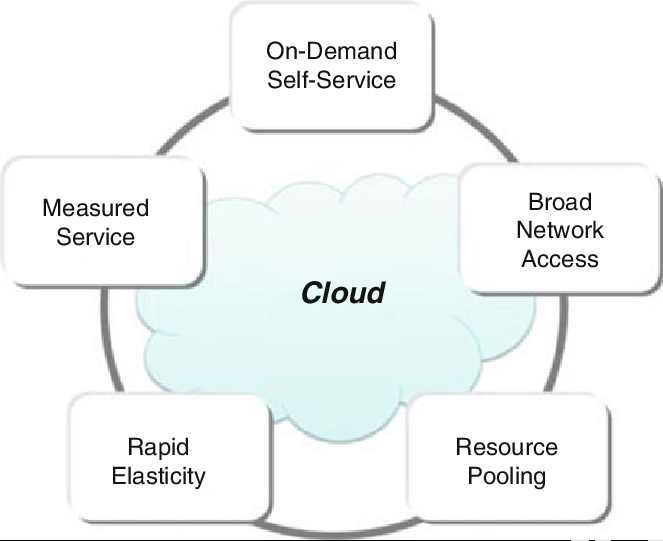 On-Demand
Self-Service
Measured
Service
Broad
Network
Access
Cloud
Rapid
Elasticity
Resource
Pooling